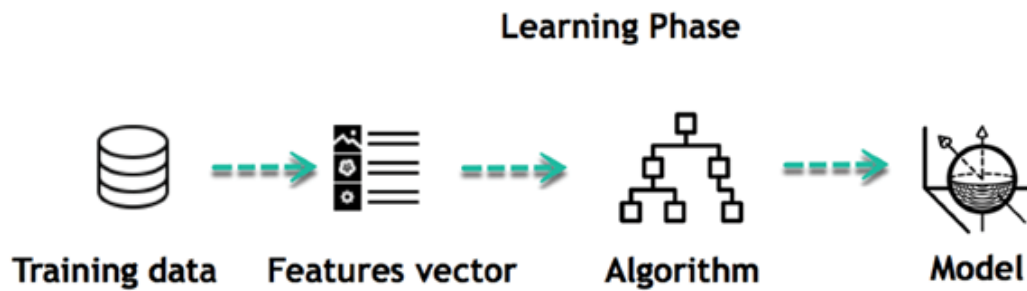 Learning Phase
Training data
Features vector
Algorithm
Model